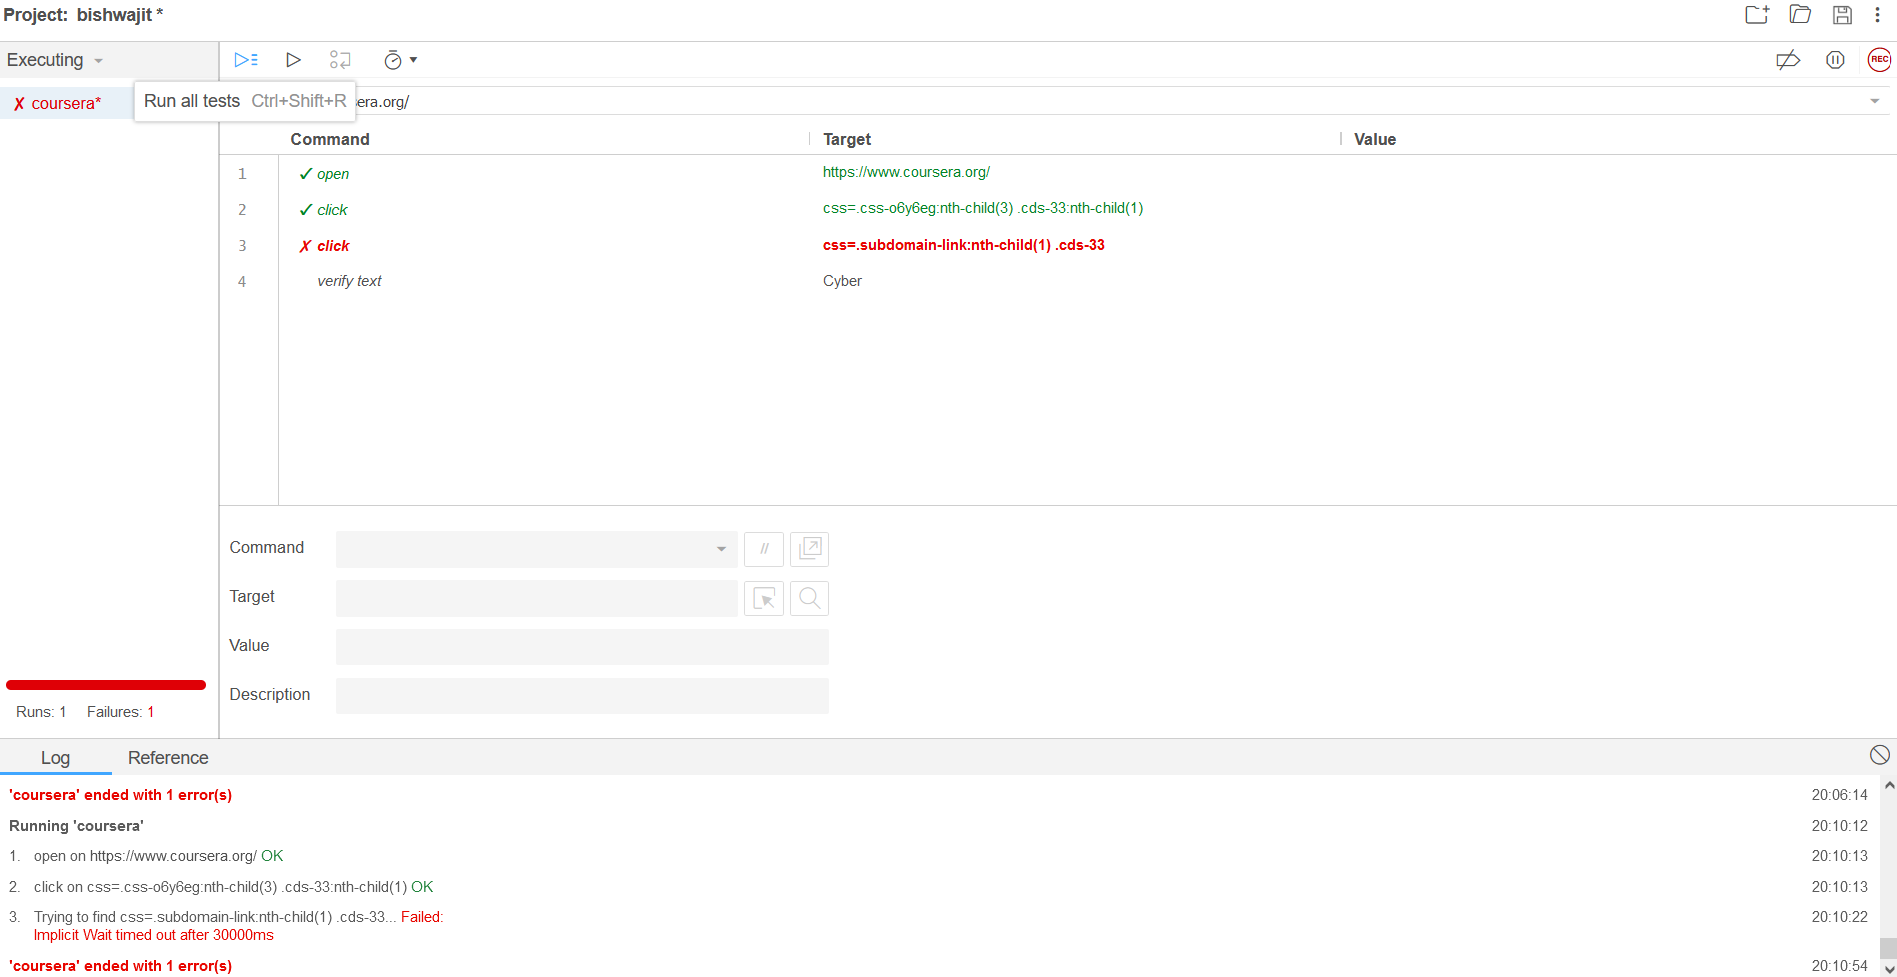 Project: bishwajit *
Executing
REC
✗ coursera*
Run all tests Ctrl+Shift+R
era.org/
Command Target Value
1 ✓ open https://www.coursera.org/
2 ✓ click css=.css-o6y6eg:nth-child(3) .cds-33:nth-child(1)
3 ✗ click css=.subdomain-link:nth-child(1) .cds-33
4 verify text Cyber
Command //
Target
Value
Description
Runs: 1 Failures: 1
Log Reference
'coursera' ended with 1 error(s) 20:06:14
Running 'coursera' 20:10:12
1. open on https://www.coursera.org/ OK 20:10:13
2. click on css=.css-o6y6eg:nth-child(3) .cds-33:nth-child(1) OK 20:10:13
3. Trying to find css=.subdomain-link:nth-child(1) .cds-33... Failed: 20:10:22
Implicit Wait timed out after 30000ms
'coursera' ended with 1 error(s) 20:10:54